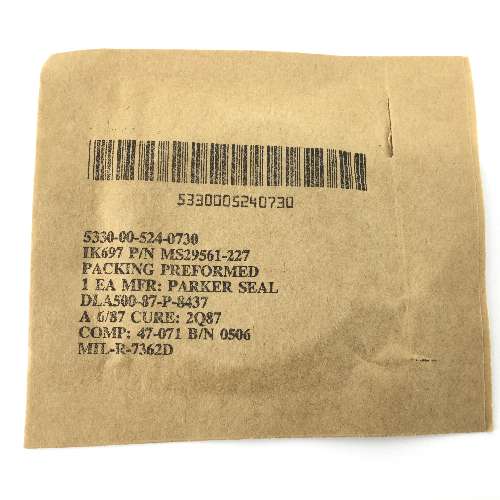 5330005240730
5330-00-524-0730
IK697 P/N MS29561-227
PACKING PREFORMED
1 EA MFR: PARKER SEAL
DLA500-87-P-8437
A 6/87 CURE: 2Q87
COMP: 47-071 B/N 0506
MIL-R-7362D